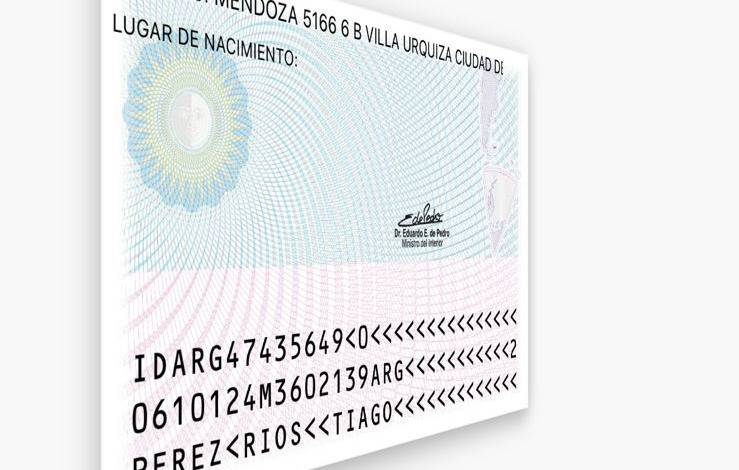 MENDOZA 5166 6 B VILLA URQUIZA CIUDAD DE
LUGAR DE NACIMIENTO:
Dr. Eduardo E. de Pedro
Ministro del Interior
IDARG47435649<0<<<<<<<<<<<<<<<
0610124M3602139ARG<<<<<<<<<<<2
PEREZ<RIOS<<TIAGO<<<<<<<<<<<<<